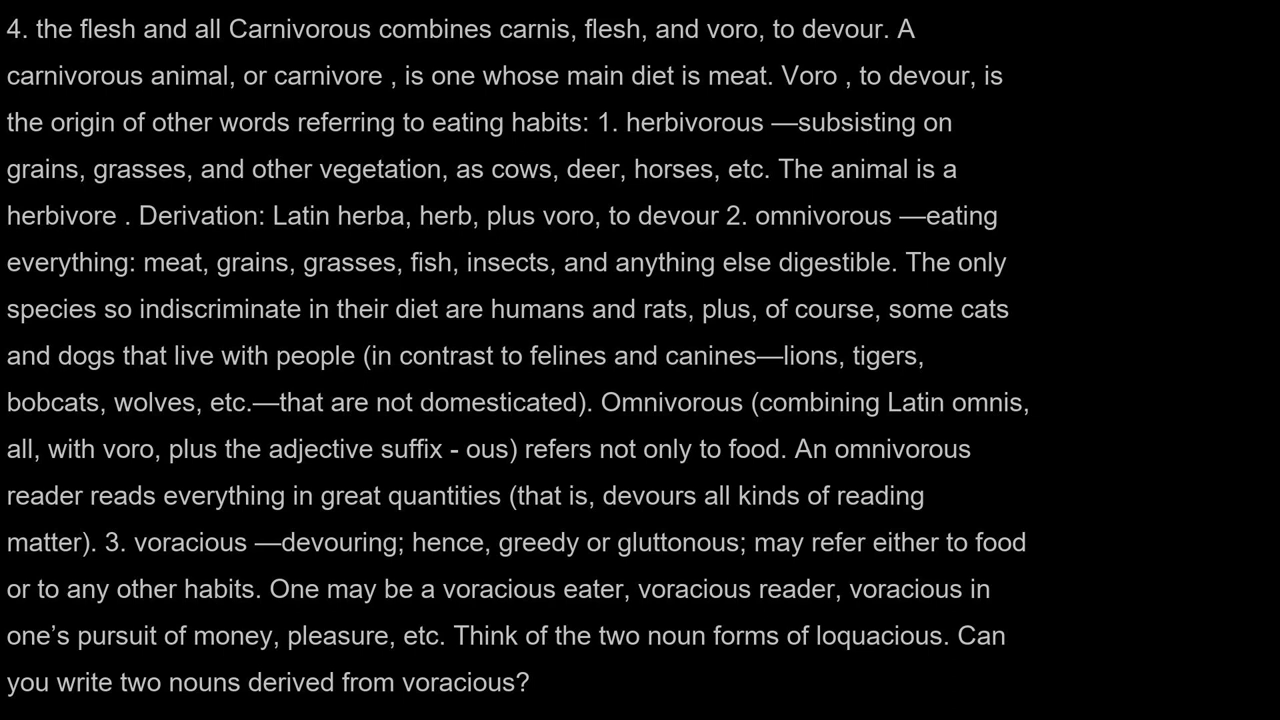 4. the flesh and all Carnivorous combines carnis, flesh, and voro, to devour. A
carnivorous animal, or carnivore , is one whose main diet is meat. Voro , to devour, is
the origin of other words referring to eating habits: 1. herbivorous —subsisting on
grains, grasses, and other vegetation, as cows, deer, horses, etc. The animal is a
herbivore . Derivation: Latin herba, herb, plus voro, to devour 2. omnivorous —eating
everything: meat, grains, grasses, fish, insects, and anything else digestible. The only
species so indiscriminate in their diet are humans and rats, plus, of course, some cats
and dogs that live with people (in contrast to felines and canines—lions, tigers,
bobcats, wolves, etc.—that are not domesticated). Omnivorous (combining Latin omnis,
all, with voro, plus the adjective suffix - ous) refers not only to food. An omnivorous
reader reads everything in great quantities (that is, devours all kinds of reading
matter). 3. voracious —devouring; hence, greedy or gluttonous; may refer either to food
or to any other habits. One may be a voracious eater, voracious reader, voracious in
one’s pursuit of money, pleasure, etc. Think of the two noun forms of loquacious. Can
you write two nouns derived from voracious?